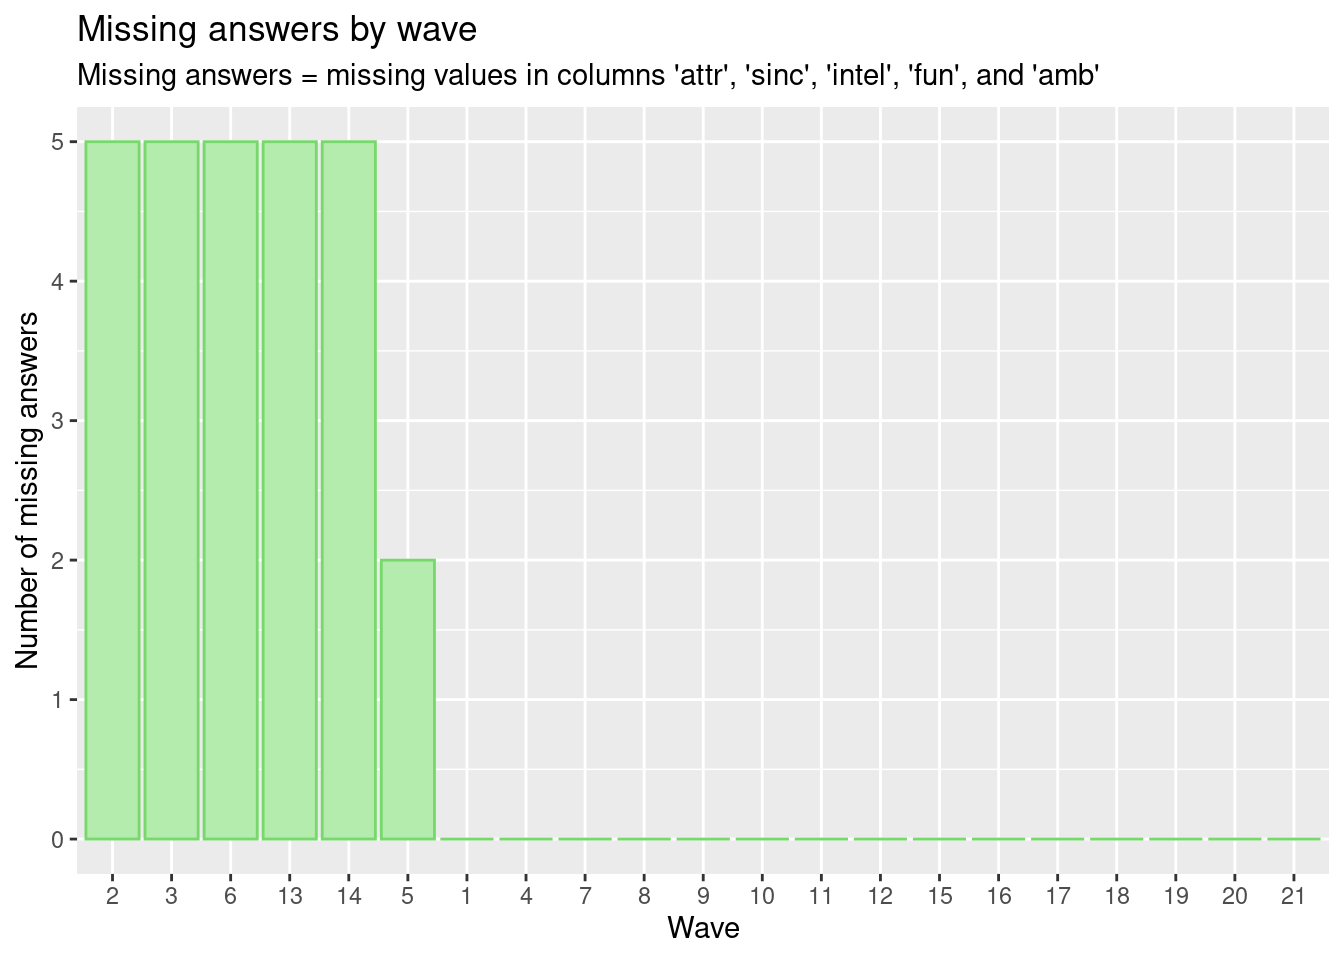 Missing answers by wave
Missing answers = missing values in columns 'attr', 'sinc', 'intel', 'fun', and 'amb'
Number of missing answers
5
4
3
2
1
0
2 3 6 13 14 5 1 4 7 8 9 10 11 12 15 16 17 18 19 20 21
Wave